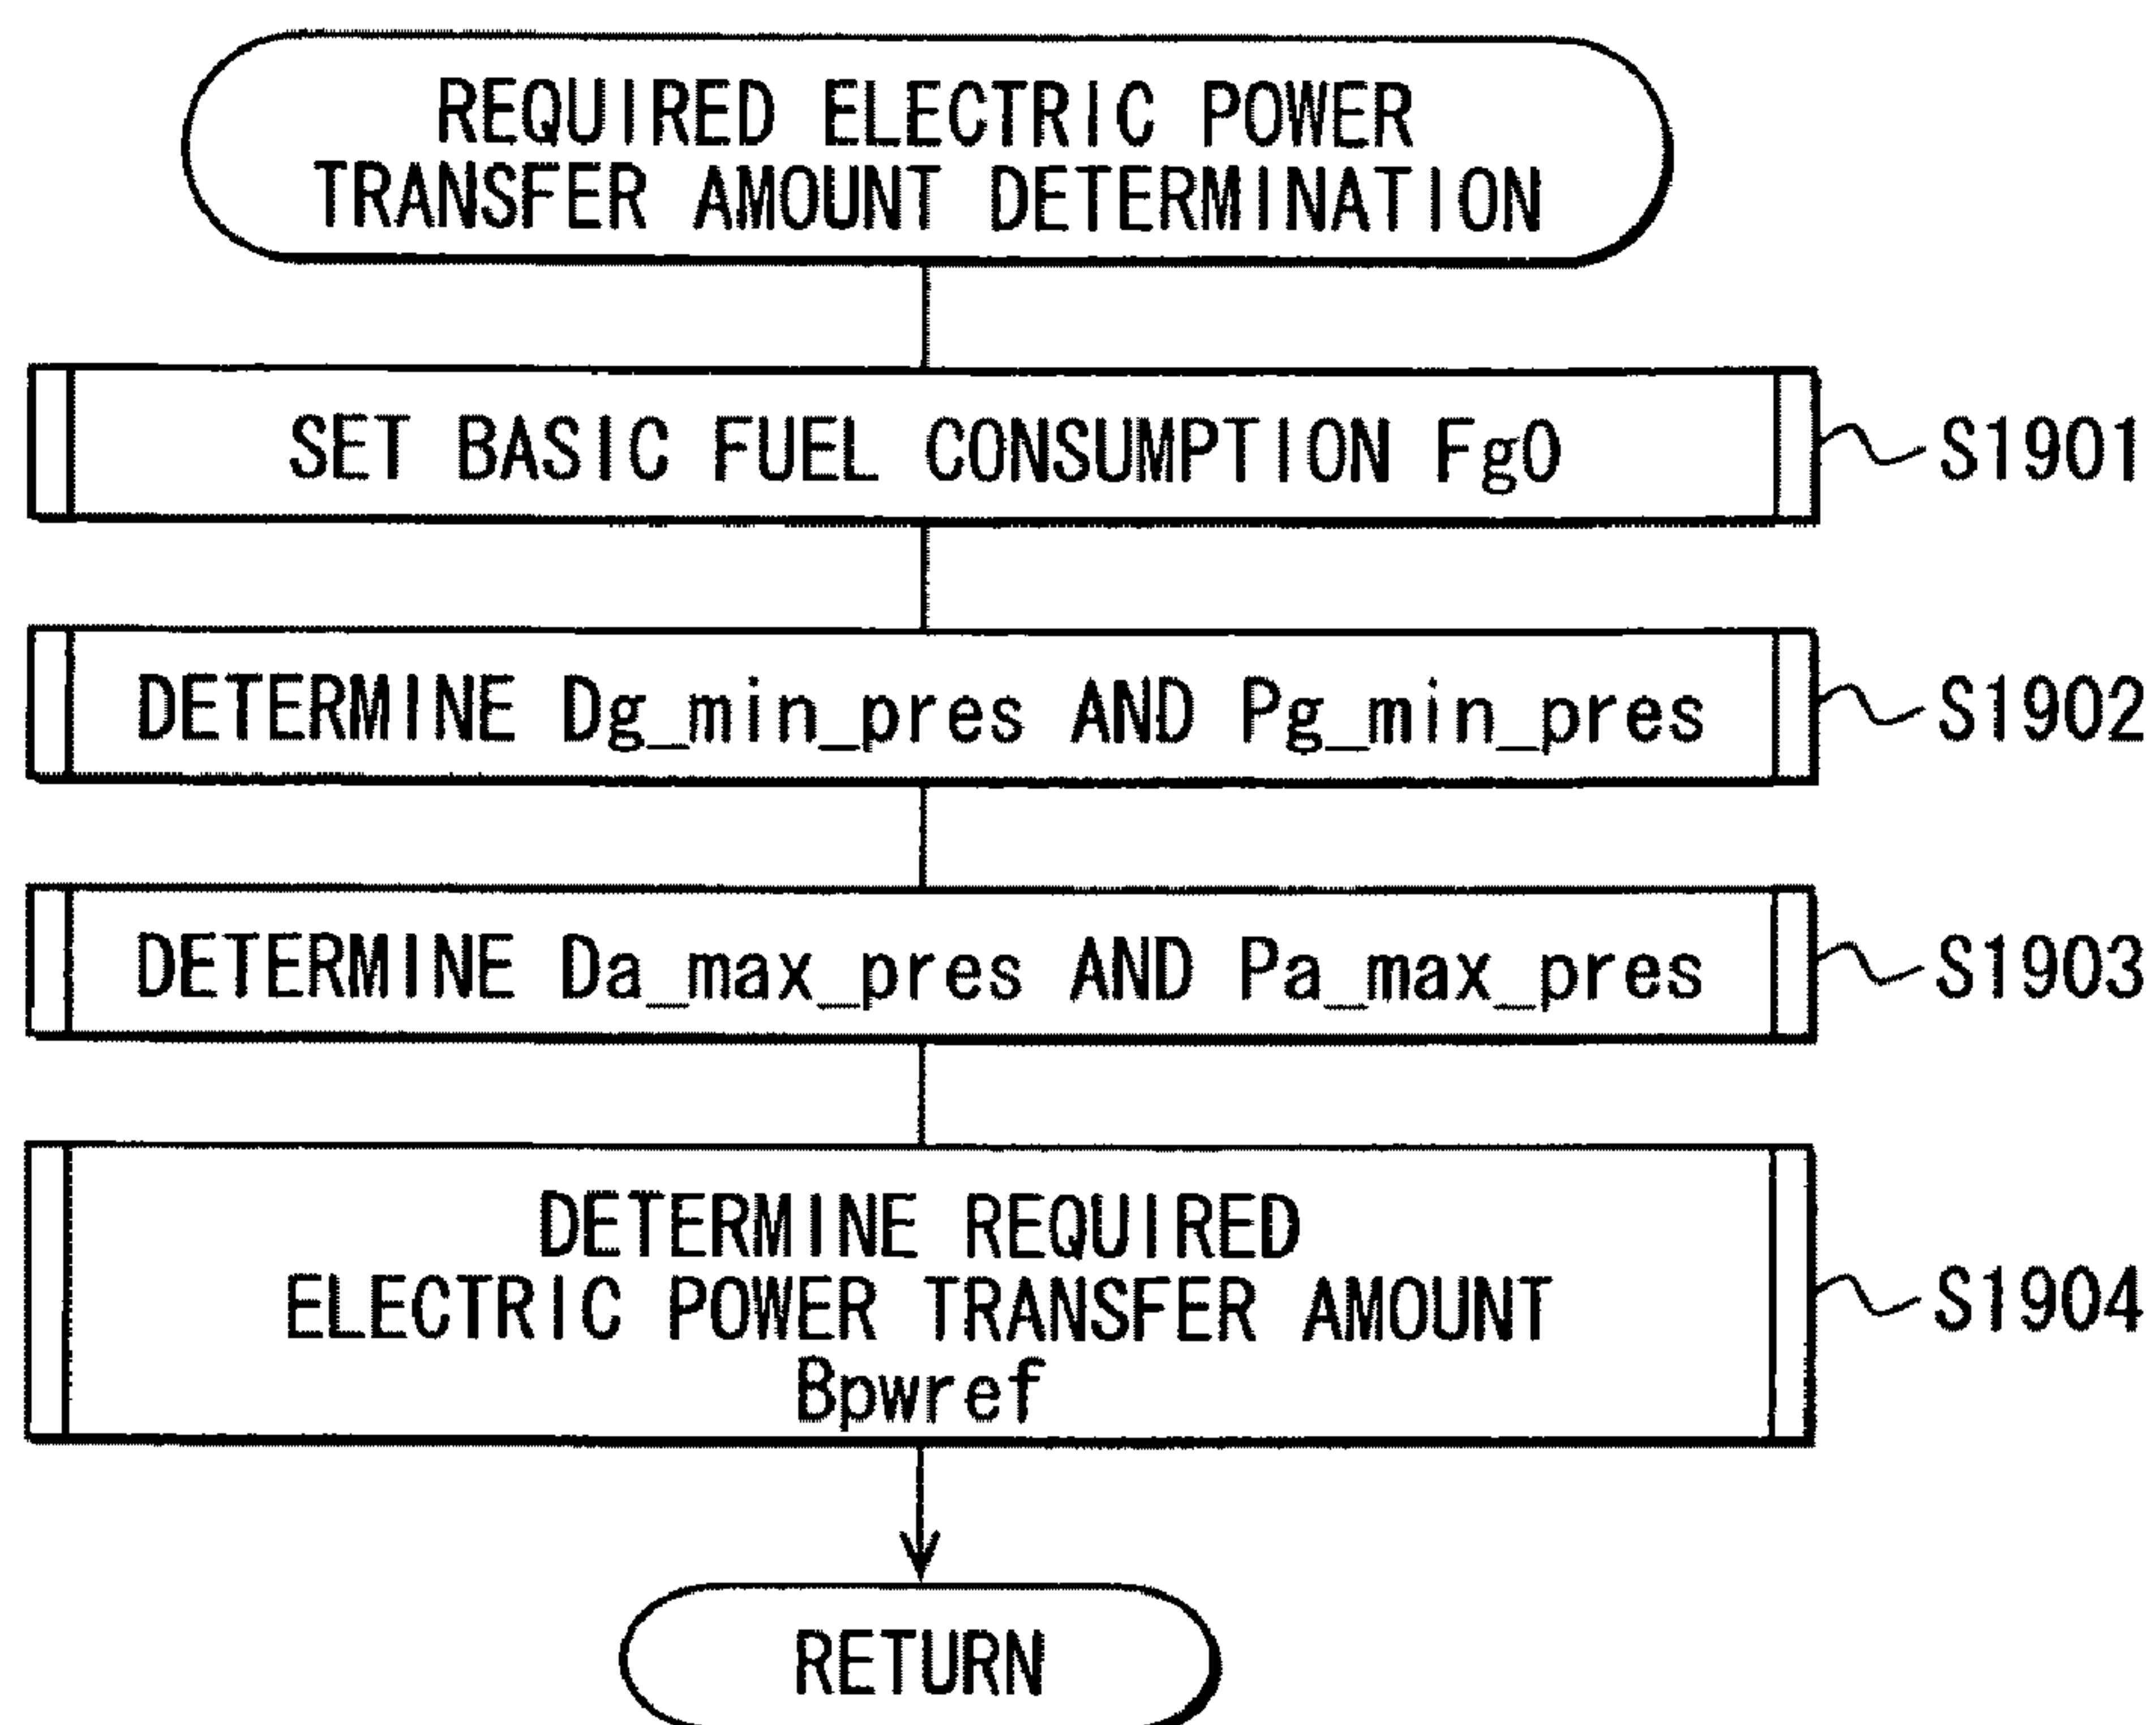 REQUIRED ELECTRIC POWER
TRANSFER AMOUNT DETERMINATION
SET BASIC FUEL CONSUMPTION Fg0
S1901
DETERMINE Dg_min_pres AND Pg_min_pres
S1902
DETERMINE Da_max_pres AND Pa_max_pres
S1903
DETERMINE REQUIRED
ELECTRIC POWER TRANSFER AMOUNT
Bpwref
S1904
RETURN